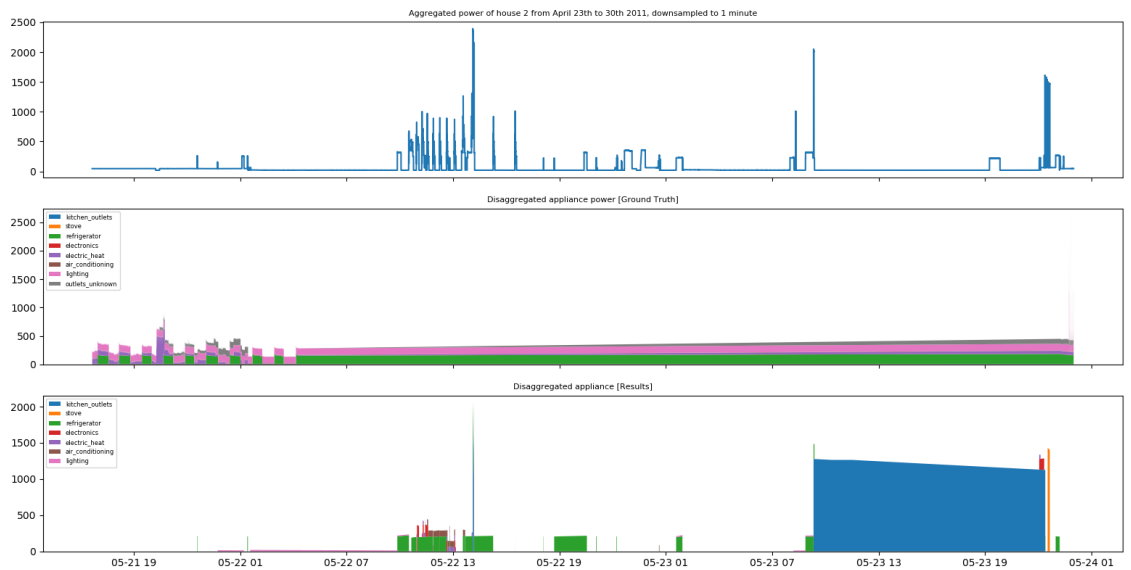 Aggregated power of house 2 from April 23th to 30th 2011, downsampled to 1 minute
2500
2000
1500
1000
500
0
Disaggregated appliance power [Ground Truth]
2500
2000
1500
1000
500
0
kitchen_outlets
stove
refrigerator
electronics
electric_heat
air_conditioning
lighting
outlets_unknown
Disaggregated appliance [Results]
2000
1500
1000
500
0
kitchen_outlets
stove
refrigerator
electronics
electric_heat
air_conditioning
lighting
05-21 19 05-22 01 05-22 07 05-22 13 05-22 19 05-23 01 05-23 07 05-23 13 05-23 19 05-24 01